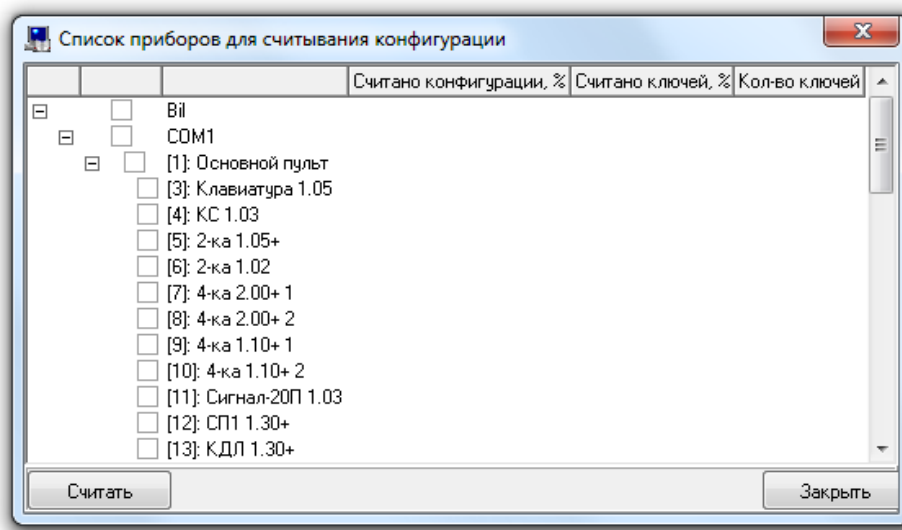 Список приборов для считывания конфигурации
Считано конфигурации, % Считано ключей, % Кол-во ключей
Bil
COM1
[1]: Основной пульт
[3]: Клавиатура 1.05
[4]: КС 1.03
[5]: 2-ка 1.05+
[6]: 2-ка 1.02
[7]: 4-ка 2.00+ 1
[8]: 4-ка 2.00+ 2
[9]: 4-ка 1.10+ 1
[10]: 4-ка 1.10+ 2
[11]: Сигнал-20П 1.03
[12]: СП1 1.30+
[13]: КДЛ 1.30+
Считать Закрыть